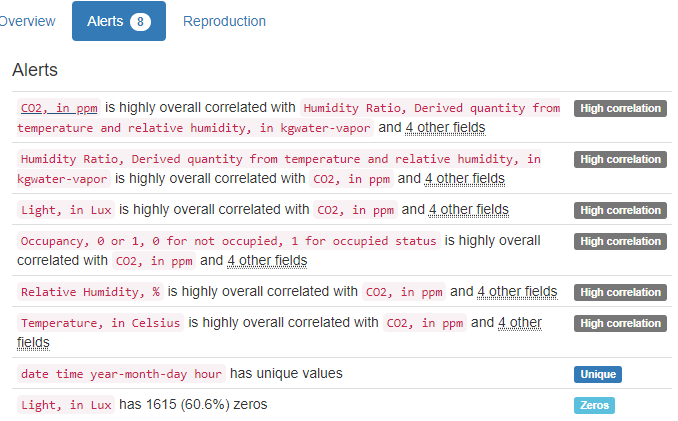 Overview Alerts 8 Reproduction
Alerts
CO2, in ppm is highly overall correlated with Humidity Ratio, Derived quantity from High correlation
temperature and relative humidity, in kgwater-vapor and 4 other fields
Humidity Ratio, Derived quantity from temperature and relative humidity, in High correlation
kgwater-vapor is highly overall correlated with CO2, in ppm and 4 other fields
Light, in Lux is highly overall correlated with CO2, in ppm and 4 other fields High correlation
Occupancy, 0 or 1, 0 for not occupied, 1 for occupied status is highly overall High correlation
correlated with CO2, in ppm and 4 other fields
Relative Humidity, % is highly overall correlated with CO2, in ppm and 4 other fields High correlation
Temperature, in Celsius is highly overall correlated with CO2, in ppm and 4 other High correlation
fields
date time year-month-day hour has unique values Unique
Light, in Lux has 1615 (60.6%) zeros Zeros